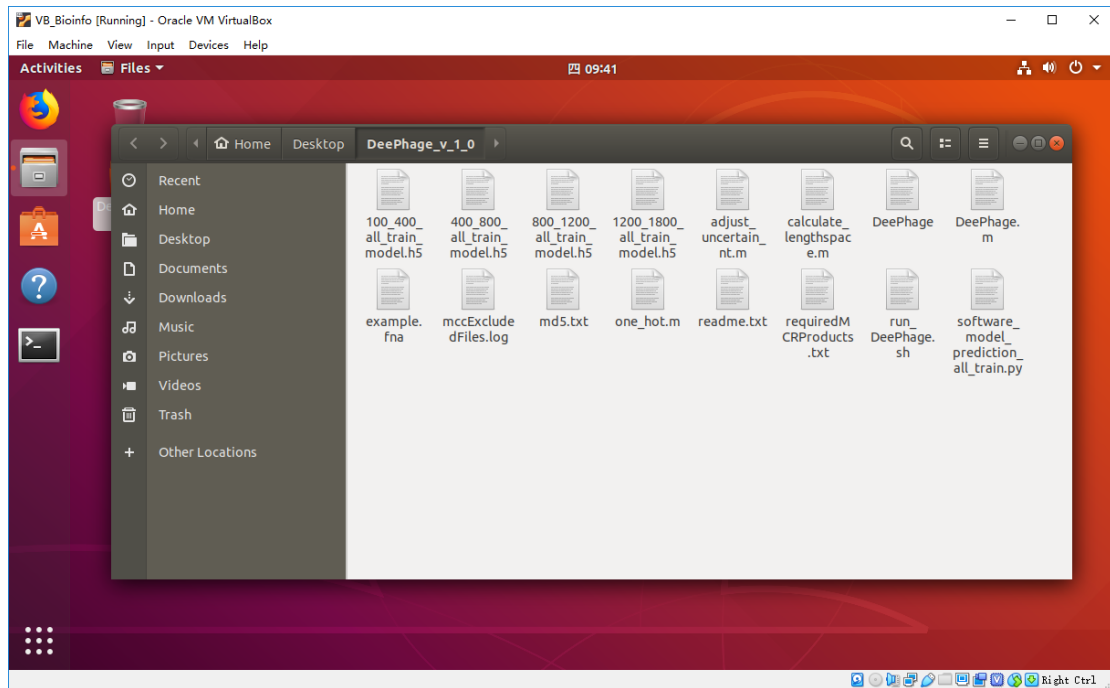 VB_Bioinfo [Running] - Oracle VM VirtualBox
File Machine View Input Devices Help
Activities Files 四 09:41
Home Desktop DeePhage_v_1_0
Recent
Home
Desktop
Documents
Downloads
Music
Pictures
Videos
Trash
Other Locations
De
100_400_
all_train_
model.h5
400_800_
all_train_
model.h5
800_1200_
all_train_
model.h5
1200_1800_
all_train_
model.h5
adjust_
uncertain_
nt.m
calculate_
lengthspac
e.m
DeePhage
DeePhage.
m
example.
fna
mccExclude
dFiles.log
md5.txt
one_hot.m
readme.txt
requiredM
CRProducts
.txt
run_
DeePhage.
sh
software_
model_
prediction_
all_train.py
Right Ctrl